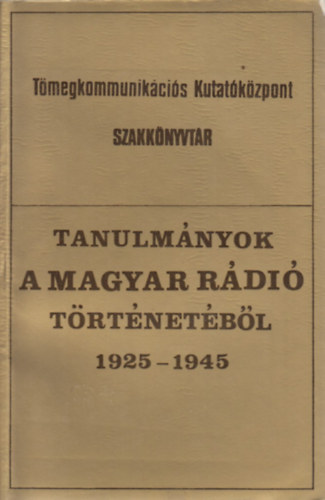 Tömegkommunikációs Kutatóközpont
SZAKKÖNYVTÁR
TANULMÁNYOK
A MAGYAR RÁDIÓ
TÖRTÉNETÉBŐL
1925–1945